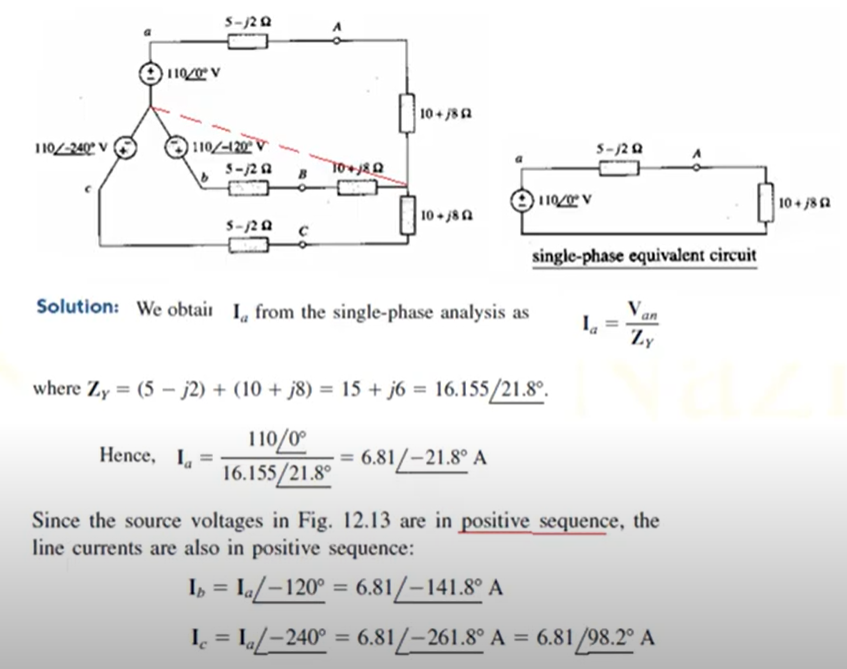 5–j2 Ω
a
A
110/0° V
10 + j8 Ω
110/–240° V
110/–120° V
5–j2 Ω
B
10 + j8 Ω
b
c
10 + j8 Ω
5–j2 Ω
C
5–j2 Ω
a
A
110/0° V
10 + j8 Ω
single-phase equivalent circuit
Solution: We obtain Iₐ from the single-phase analysis as
Iₐ = Vₐₙ / Z_Y
where Z_Y = (5 − j2) + (10 + j8) = 15 + j6 = 16.155/21.8°.
Hence, Iₐ = 110/0° / 16.155/21.8° = 6.81/−21.8° A
Since the source voltages in Fig. 12.13 are in positive sequence, the
line currents are also in positive sequence:
I_b = Iₐ/−120° = 6.81/−141.8° A
I_c = Iₐ/−240° = 6.81/−261.8° A = 6.81/98.2° A